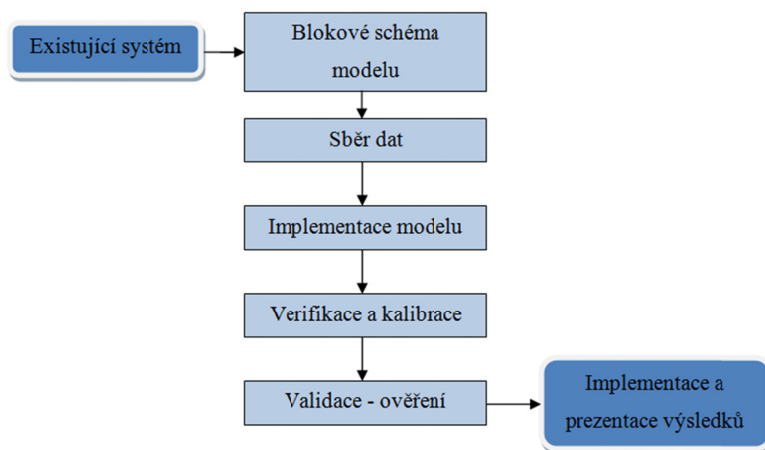 Existující systém
Blokové schéma
modelu
Sběr dat
Implementace modelu
Verifikace a kalibrace
Validace - ověření
Implementace a
prezentace výsledků